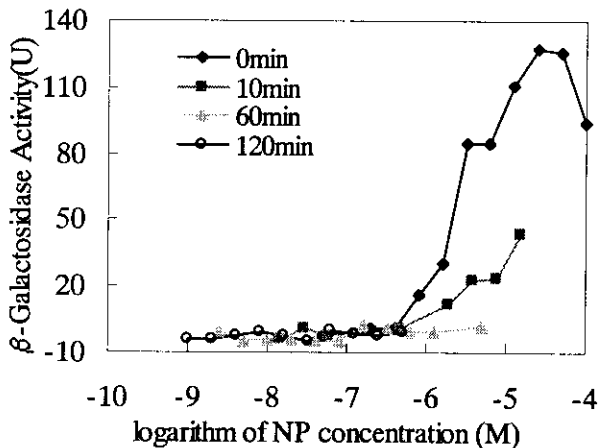 β-Galactosidase Activity(U)
140
110
80
50
20
-10
0min
10min
60min
120min
-10 -9 -8 -7 -6 -5 -4
logarithm of NP concentration (M)